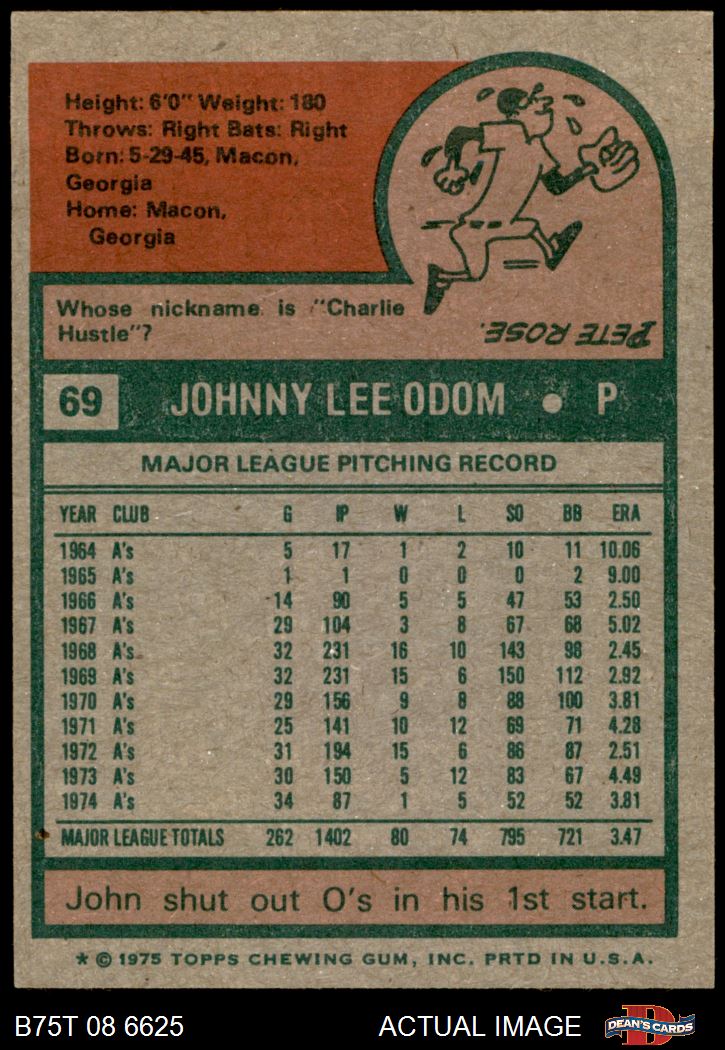 Height: 6'0" Weight: 180
Throws: Right Bats: Right
Born: 5-29-45, Macon,
Georgia
Home: Macon,
Georgia
Whose nickname is "Charlie
Hustle"?
PETE ROSE.
69 JOHNNY LEE ODOM • P
MAJOR LEAGUE PITCHING RECORD
YEAR CLUB G IP W L SO BB ERA
1964 A's 5 17 1 2 10 11 10.06
1965 A's 1 1 0 0 0 2 9.00
1966 A's 14 90 5 5 47 53 2.50
1967 A's 29 104 3 8 67 68 5.02
1968 A's 32 231 16 10 143 98 2.45
1969 A's 32 231 15 6 150 112 2.92
1970 A's 29 156 9 8 88 100 3.81
1971 A's 25 141 10 12 69 71 4.28
1972 A's 31 194 15 6 86 87 2.51
1973 A's 30 150 5 12 83 67 4.49
1974 A's 34 87 1 5 52 52 3.81
MAJOR LEAGUE TOTALS 262 1402 80 74 795 721 3.47
John shut out O's in his 1st start.
* © 1975 TOPPS CHEWING GUM, INC. PRTD IN U.S.A.
B75T 08 6625 ACTUAL IMAGE D DEAN'S CARDS